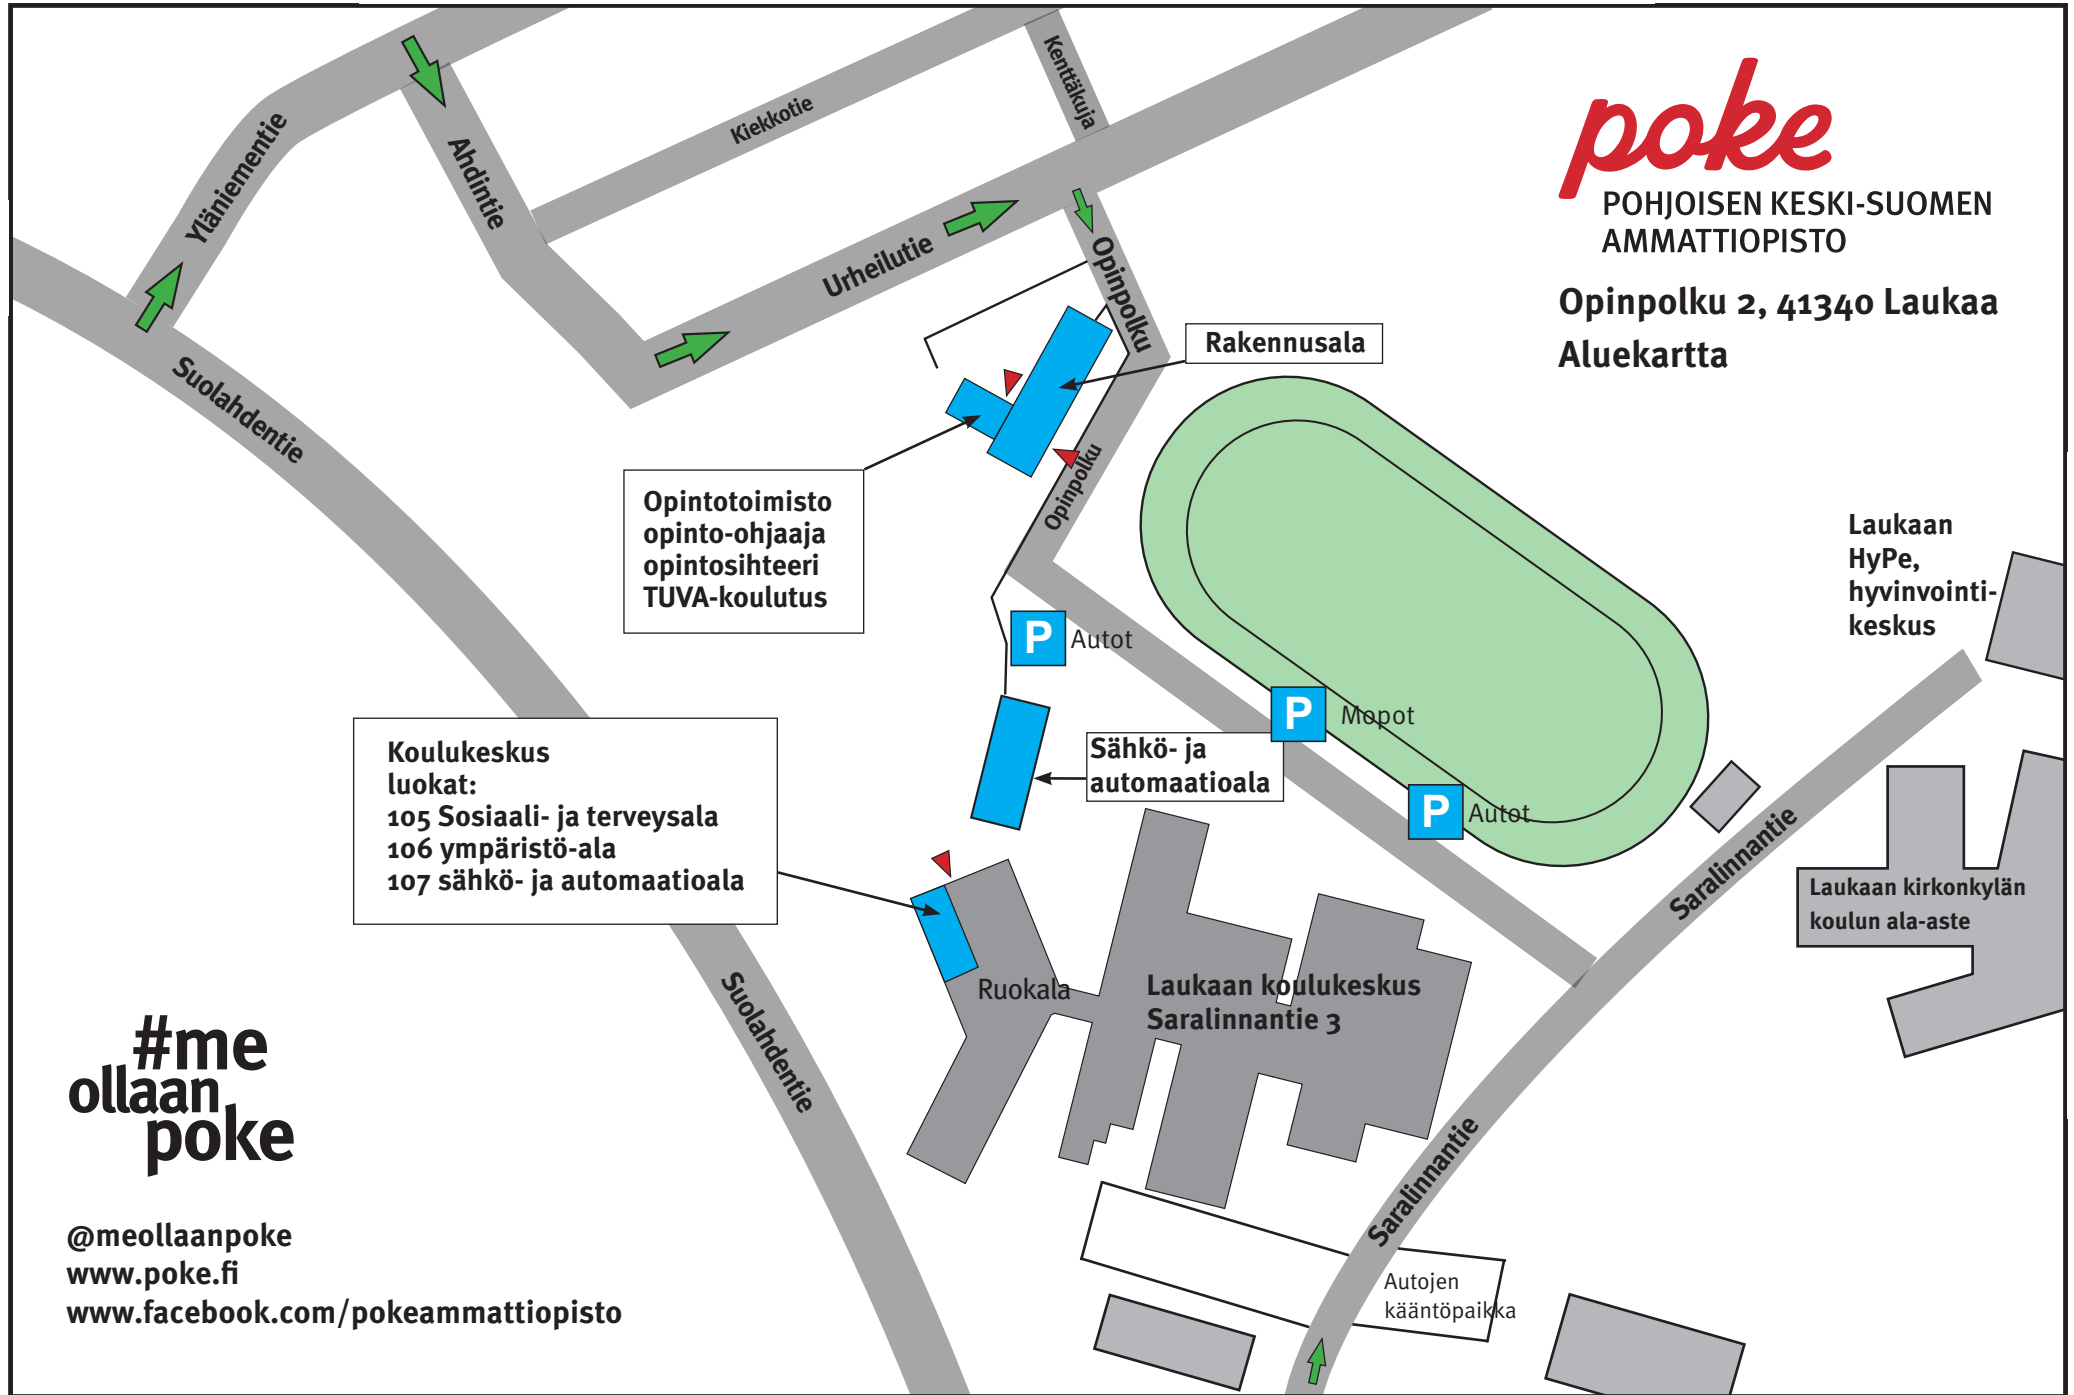 Kenttäkuja
Kiekkotie
Yläniementie
Ahdintie
Urheilutie
Opinpolku
Suolahdentie
poke
POHJOISEN KESKI-SUOMEN
AMMATTIOPISTO
Opinpolku 2, 41340 Laukaa
Aluekartta
Rakennusala
Opinpolku
Opintotoimisto
opinto-ohjaaja
opintosihteeri
TUVA-koulutus
Laukaan
HyPe,
hyvinvointi-
keskus
P Autot
P Mopot
P Autot
Sähkö- ja
automaatioala
Koulukeskus
luokat:
105 Sosiaali- ja terveysala
106 ympäristö-ala
107 sähkö- ja automaatioala
Saralinnantie
Laukaan kirkonkylän
koulun ala-aste
Ruokala
Laukaan koulukeskus
Saralinnantie 3
Suolahdentie
Saralinnantie
Autojen
kääntöpaikka
#me
ollaan
poke
@meollaanpoke
www.poke.fi
www.facebook.com/pokeammattiopisto